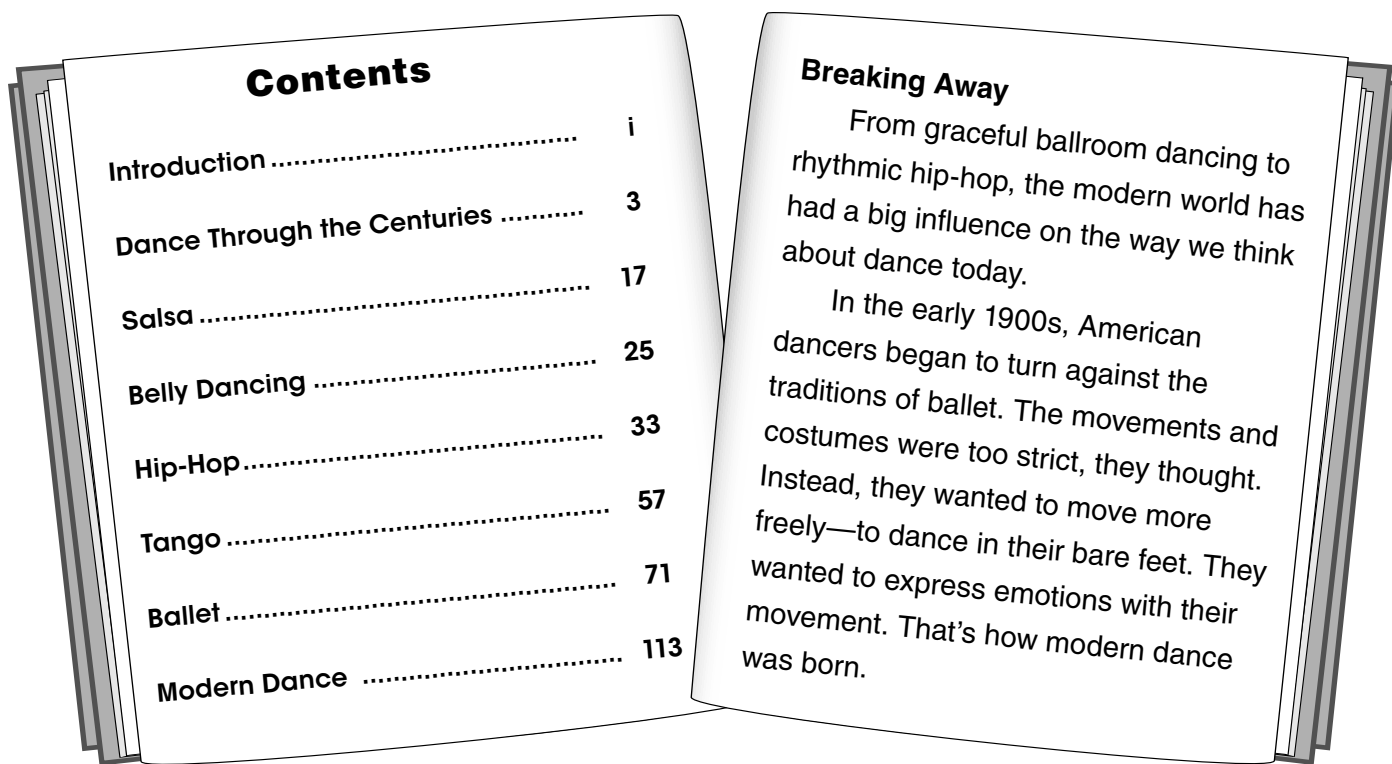 Contents
Introduction ........................................ i
Dance Through the Centuries ........... 3
Salsa ................................................... 17
Belly Dancing ..................................... 25
Hip-Hop............................................... 33
Tango .................................................. 57
Ballet ................................................... 71
Modern Dance .................................. 113
Breaking Away
From graceful ballroom dancing to
rhythmic hip-hop, the modern world has
had a big influence on the way we think
about dance today.
In the early 1900s, American
dancers began to turn against the
traditions of ballet. The movements and
costumes were too strict, they thought.
Instead, they wanted to move more
freely—to dance in their bare feet. They
wanted to express emotions with their
movement. That’s how modern dance
was born.